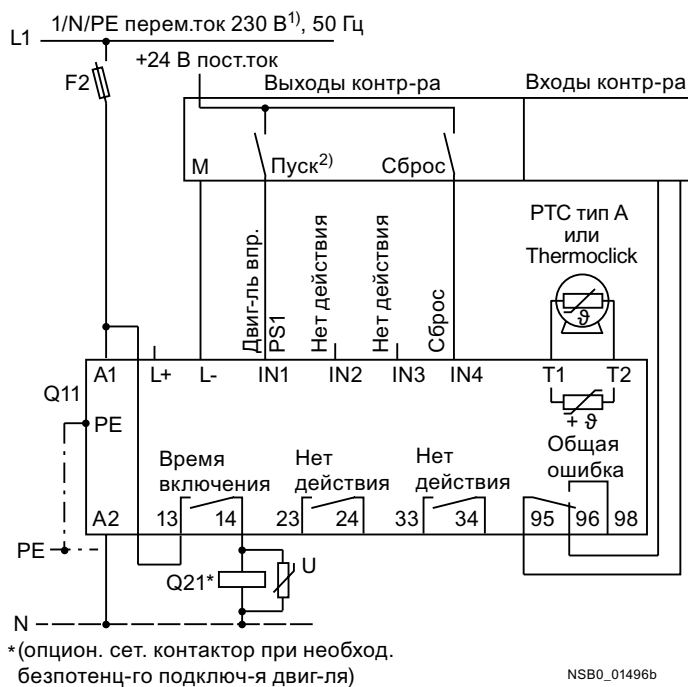 1/N/PE перем.ток 230 В1), 50 Гц
L1
+24 В пост.ток
F2
Выходы контр-ра
Входы контр-ра
M
Пуск2)
Сброс
PTC тип A
или
Thermoclick
ϑ
Двиг-ль впр.
PS1
Нет действия
Нет действия
Сброс
A1
L+
L-
IN1
IN2
IN3
IN4
T1
T2
Q11
PE
+ ϑ
Время
включения
Нет
действия
Нет
действия
Общая
ошибка
A2
13
14
23
24
33
34
95
96
98
PE
Q21*
U
N
*(опцион. сет. контактор при необход.
безпотенц-го подключ-я двиг-ля)
NSB0_01496b